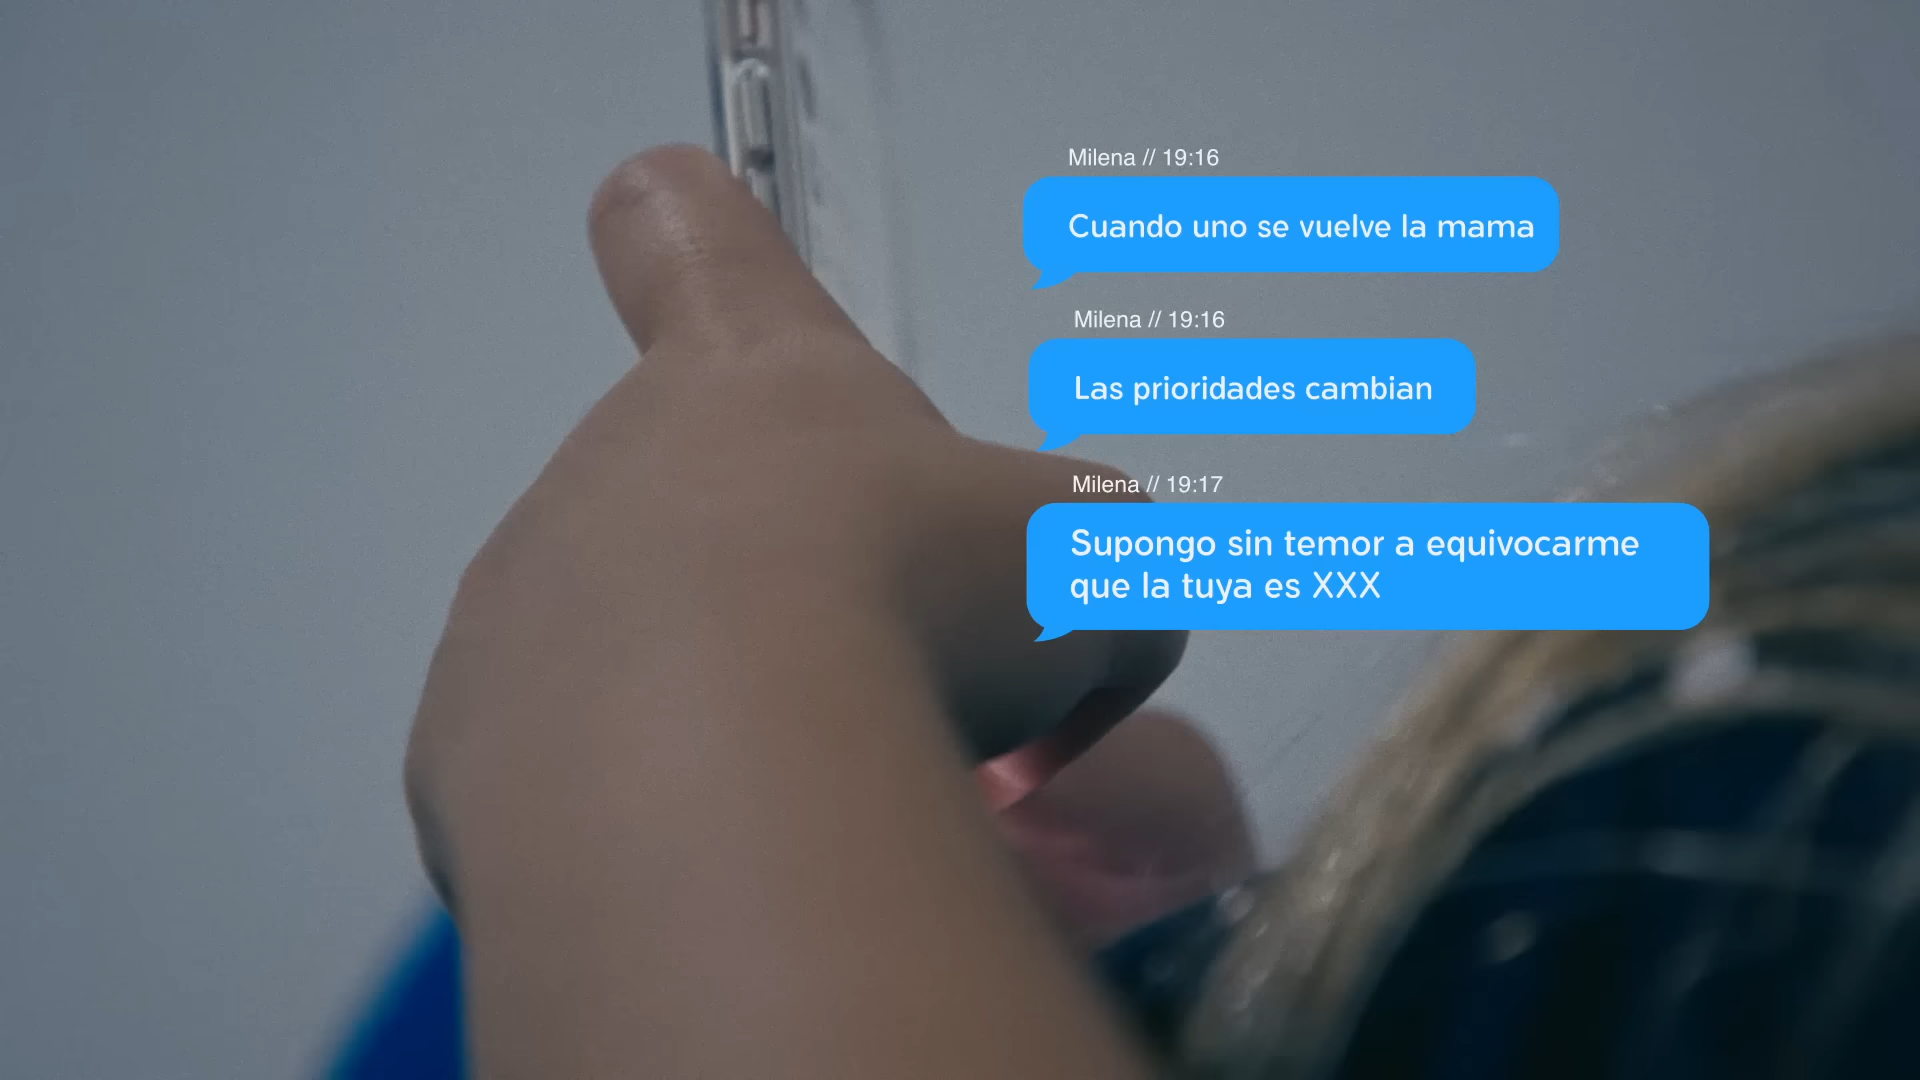 Milena // 19:16
Cuando uno se vuelve la mama
Milena // 19:16
Las prioridades cambian
Milena // 19:17
Supongo sin temor a equivocarme
que la tuya es XXX